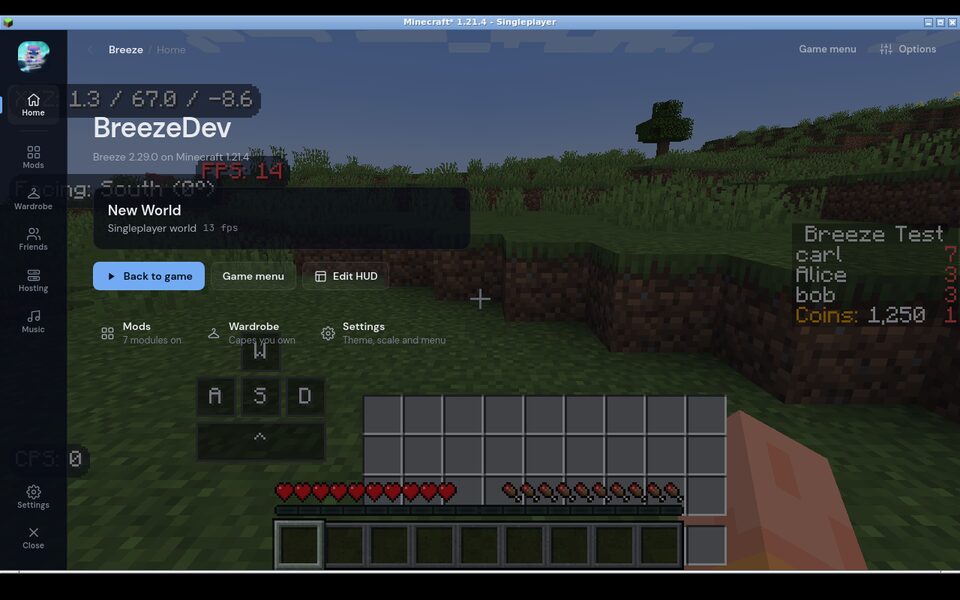 Minecraft* 1.21.4 - Singleplayer
Breeze / Home
Game menu
Options
1.3 / 67.0 / -8.6
Home
BreezeDev
Breeze 2.29.0 on Minecraft 1.21.4
FPS: 14
Mods
Facing: South (0°)
Wardrobe
New World
Singleplayer world 13 fps
Friends
Breeze Test
carl 7
Alice 3
bob 3
Coins: 1,250 1
Hosting
Back to game
Game menu
Edit HUD
Music
Mods
7 modules on
Wardrobe
Capes you own
Settings
Theme, scale and menu
W
A
S
D
^
CPS: 0
Settings
Close